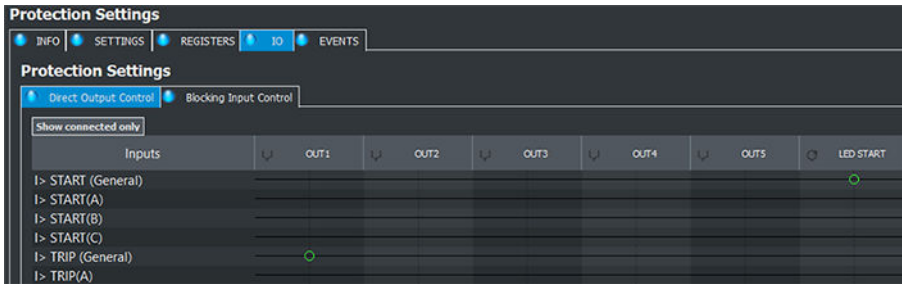 Protection Settings
INFO SETTINGS REGISTERS IO EVENTS
Protection Settings
Direct Output Control Blocking Input Control
Show connected only
Inputs OUT1 OUT2 OUT3 OUT4 OUT5 LED START
I> START (General)
I> START(A)
I> START(B)
I> START(C)
I> TRIP (General)
I> TRIP(A)